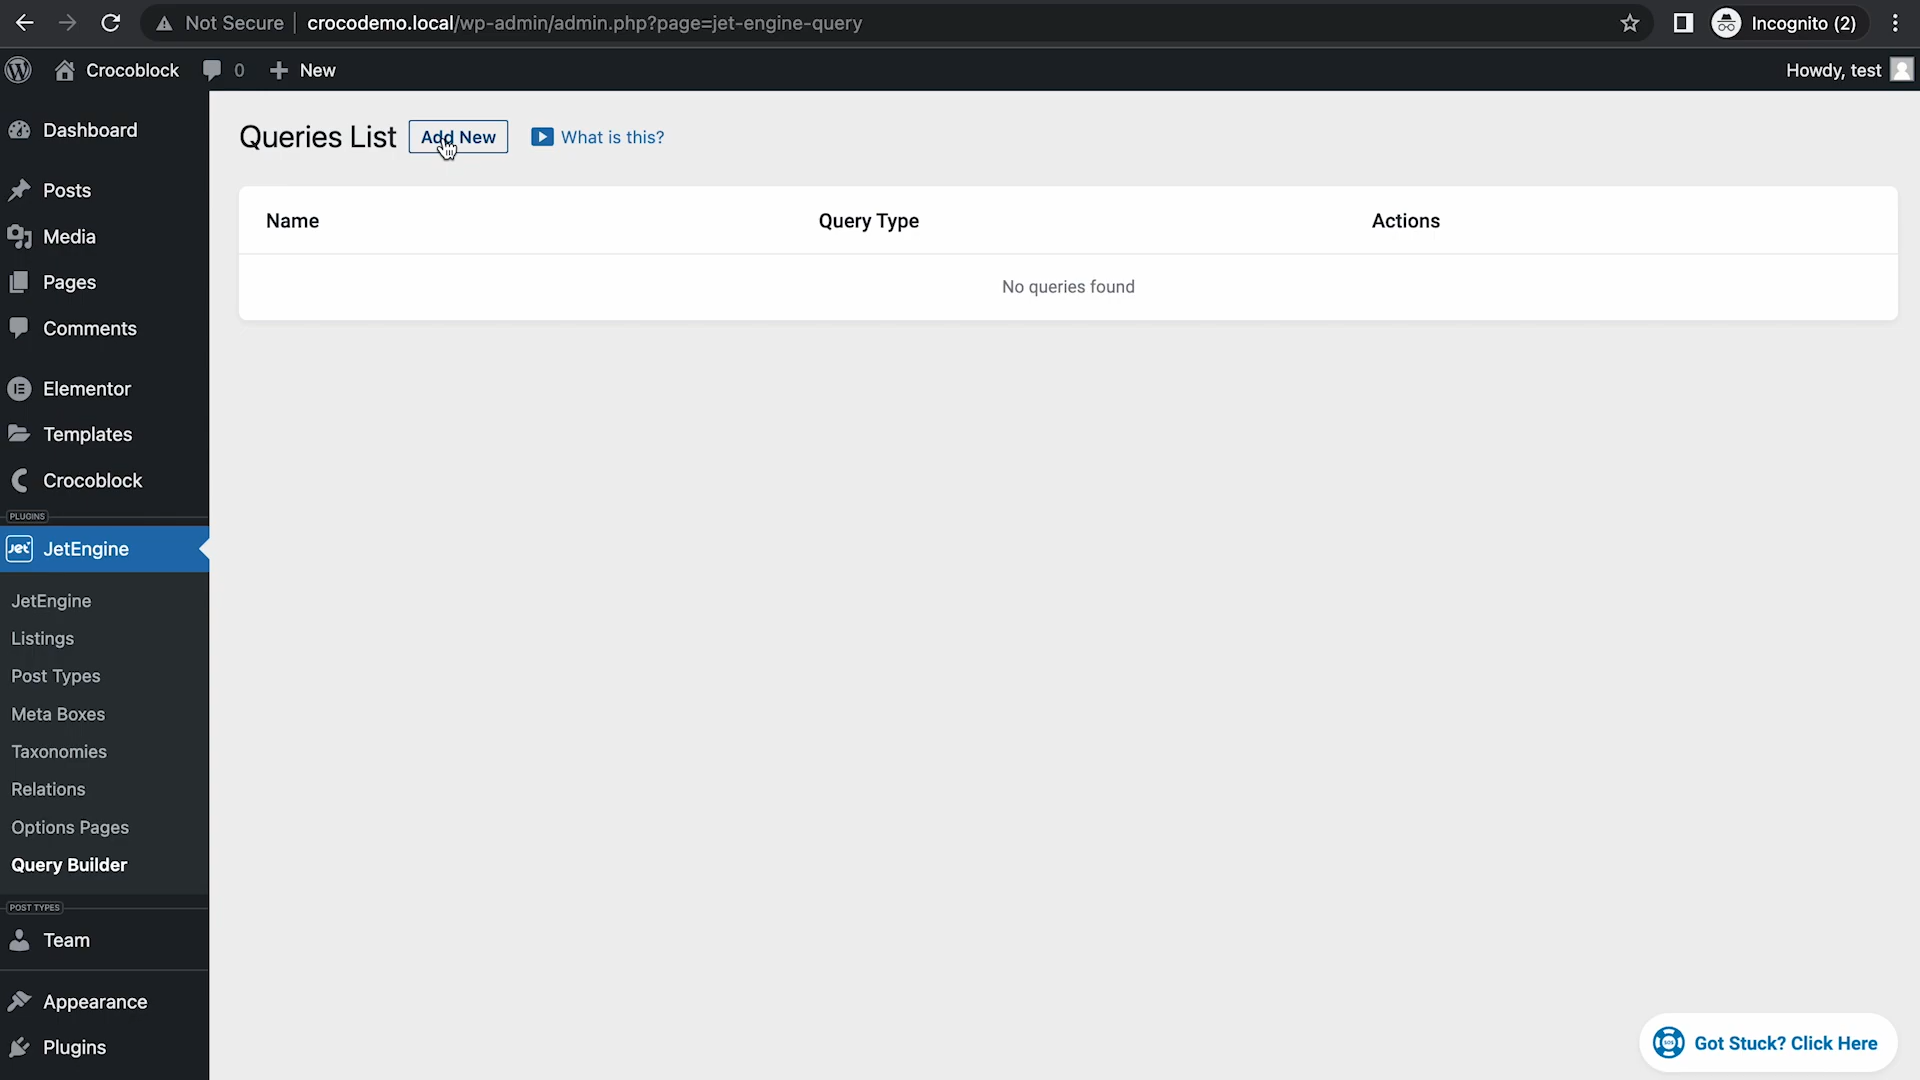 Not Secure crocodemo.local/wp-admin/admin.php?page=jet-engine-query Incognito (2)
Crocoblock 0 New Howdy, test
Dashboard
Posts
Media
Pages
Comments
Elementor
Templates
Crocoblock
PLUGINS
Jet JetEngine
JetEngine
Listings
Post Types
Meta Boxes
Taxonomies
Relations
Options Pages
Query Builder
POST TYPES
Team
Appearance
Plugins
Queries List Add New What is this?
Name Query Type Actions
No queries found
SOS Got Stuck? Click Here